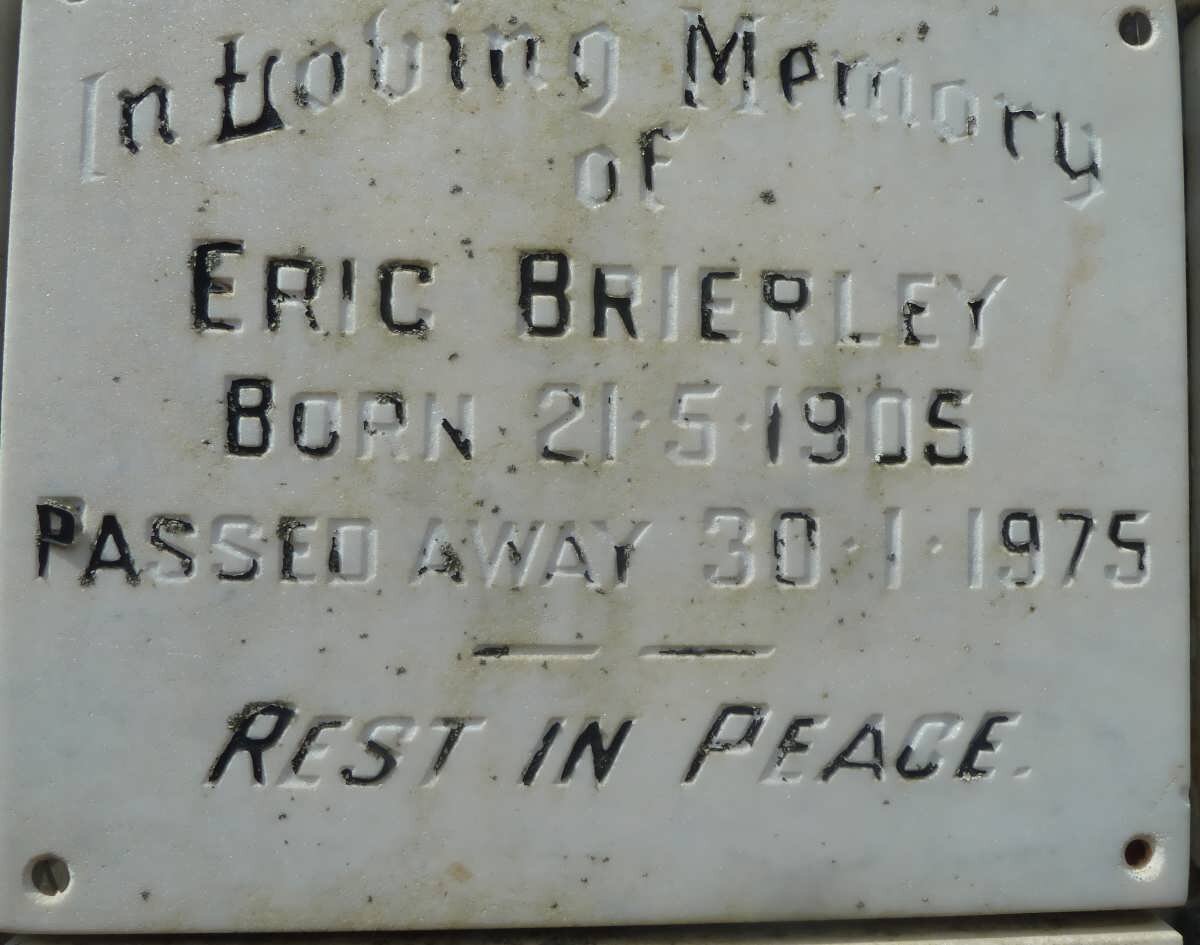 In Loving Memory
of
ERIC BRIERLEY
BORN 21·5·1905
PASSED AWAY 30·1·1975
— —
REST IN PEACE.